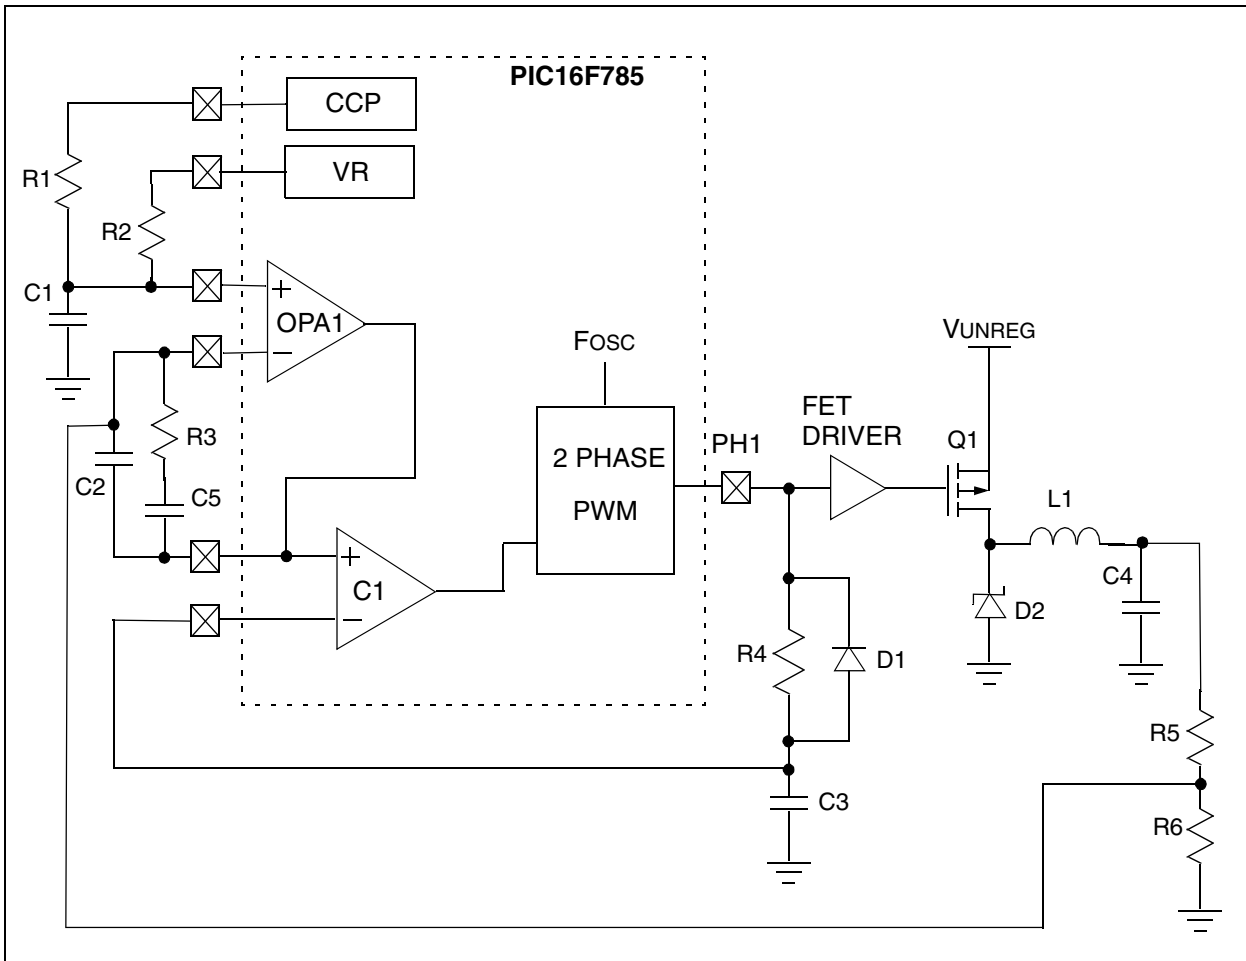 PIC16F785
CCP
VR
R1
R2
C1
+
OPA1
−
FOSC
VUNREG
R3
C2
C5
2 PHASE
PWM
PH1
FET
DRIVER
Q1
L1
+
C1
−
C4
D2
R4
D1
R5
C3
R6